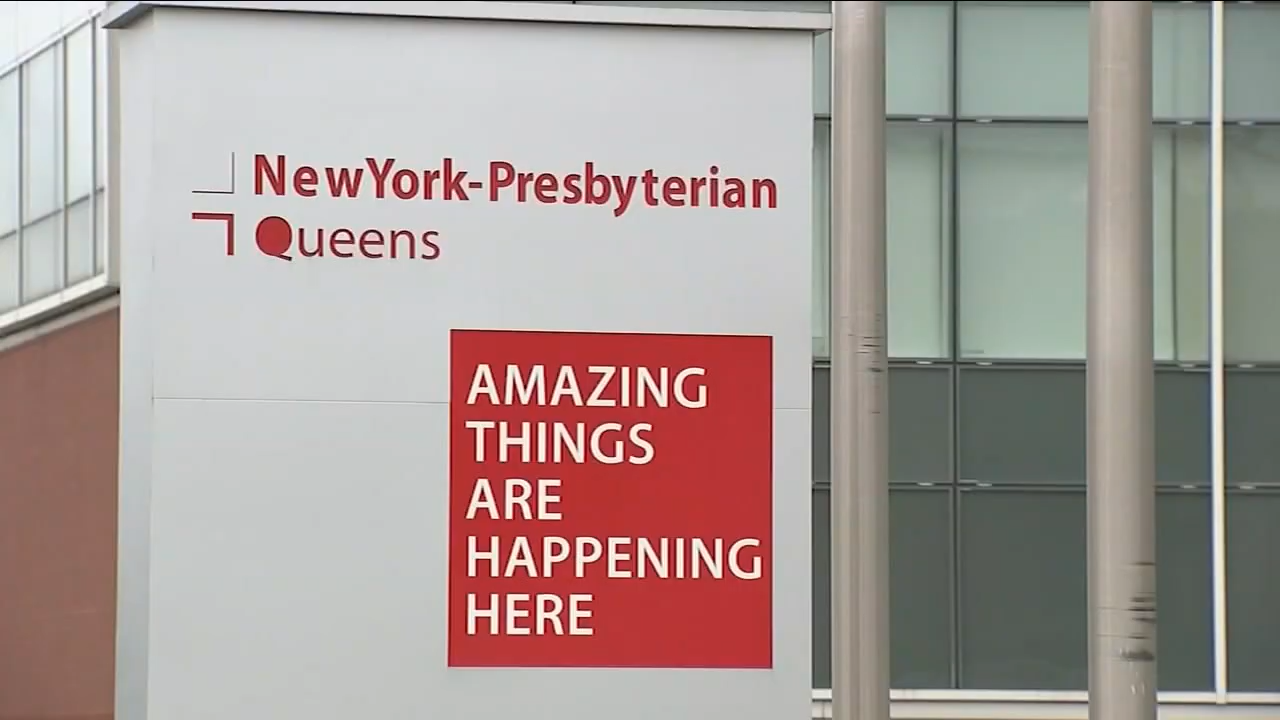 NewYork-Presbyterian
Queens
AMAZING
THINGS
ARE
HAPPENING
HERE